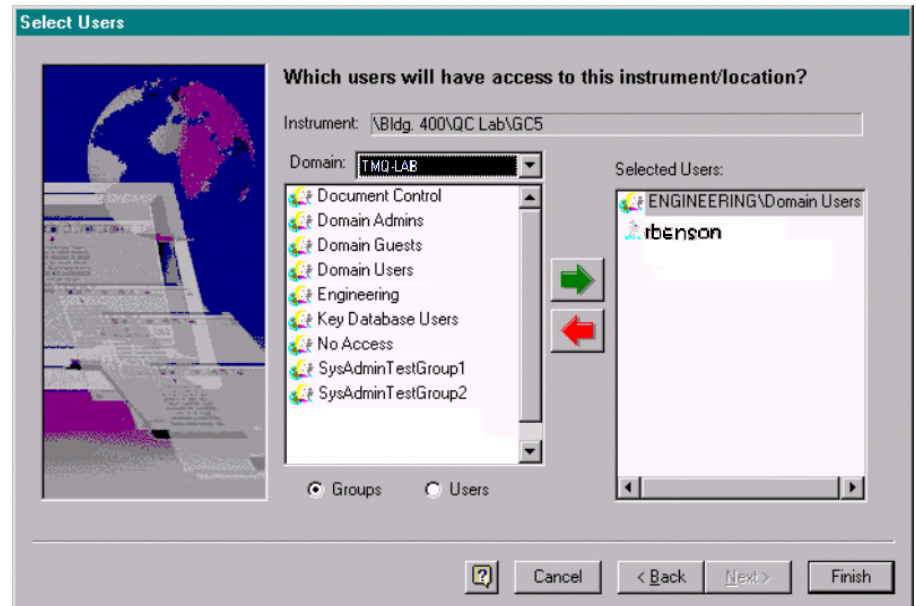 Select Users
Which users will have access to this instrument/location?
Instrument: \Bldg. 400\QC Lab\GC5
Domain: TMQ-LAB
Document Control
Domain Admins
Domain Guests
Domain Users
Engineering
Key Database Users
No Access
SysAdminTestGroup1
SysAdminTestGroup2
Groups Users
Selected Users:
ENGINEERING\Domain Users
rbenson
? Cancel < Back Next > Finish